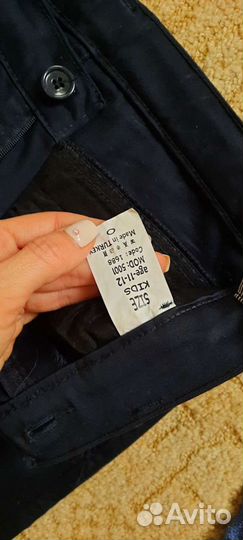 SIZE
KIDS
age-11-12
MOD: 5001
Code: 1688
Made in TURKEY
Avito